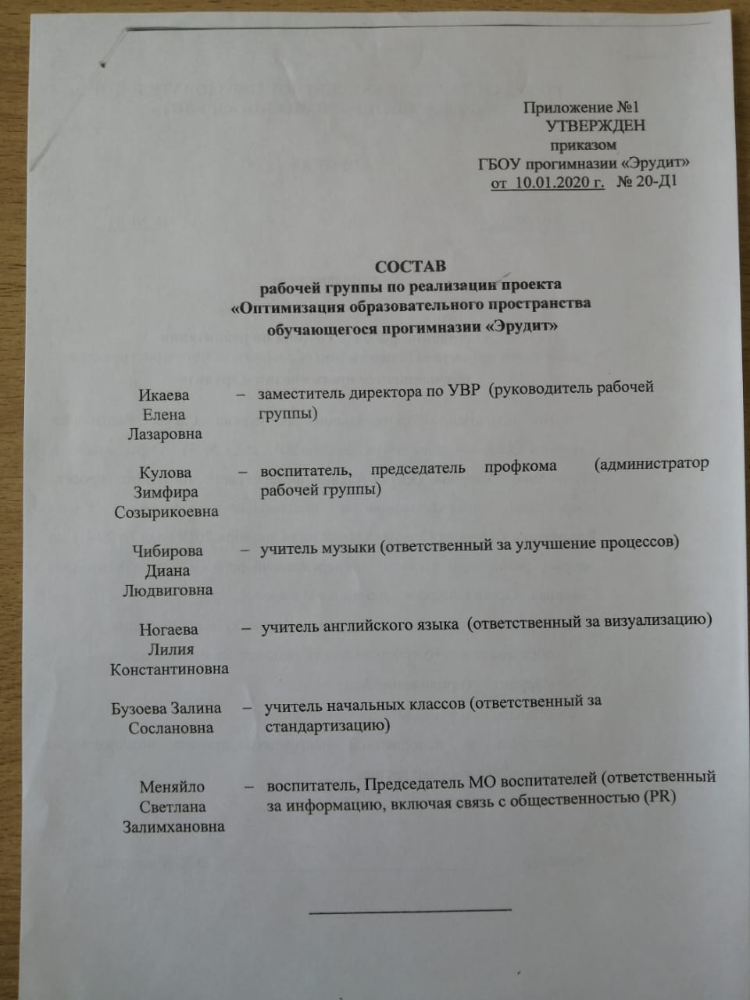 Приложение №1
УТВЕРЖДЕН
приказом
ГБОУ прогимназии «Эрудит»
от 10.01.2020 г. № 20-Д1
СОСТАВ
рабочей группы по реализации проекта
«Оптимизация образовательного пространства
обучающегося прогимназии «Эрудит»
Икаева – заместитель директора по УВР (руководитель рабочей
Елена группы)
Лазаровна
Кулова – воспитатель, председатель профкома (администратор
Зимфира рабочей группы)
Созырикоевна
Чибирова – учитель музыки (ответственный за улучшение процессов)
Диана
Людвиговна
Ногаева – учитель английского языка (ответственный за визуализацию)
Лилия
Константиновна
Бузоева Залина – учитель начальных классов (ответственный за
Сослановна стандартизацию)
Меняйло – воспитатель, Председатель МО воспитателей (ответственный
Светлана за информацию, включая связь с общественностью (PR)
Залимхановна